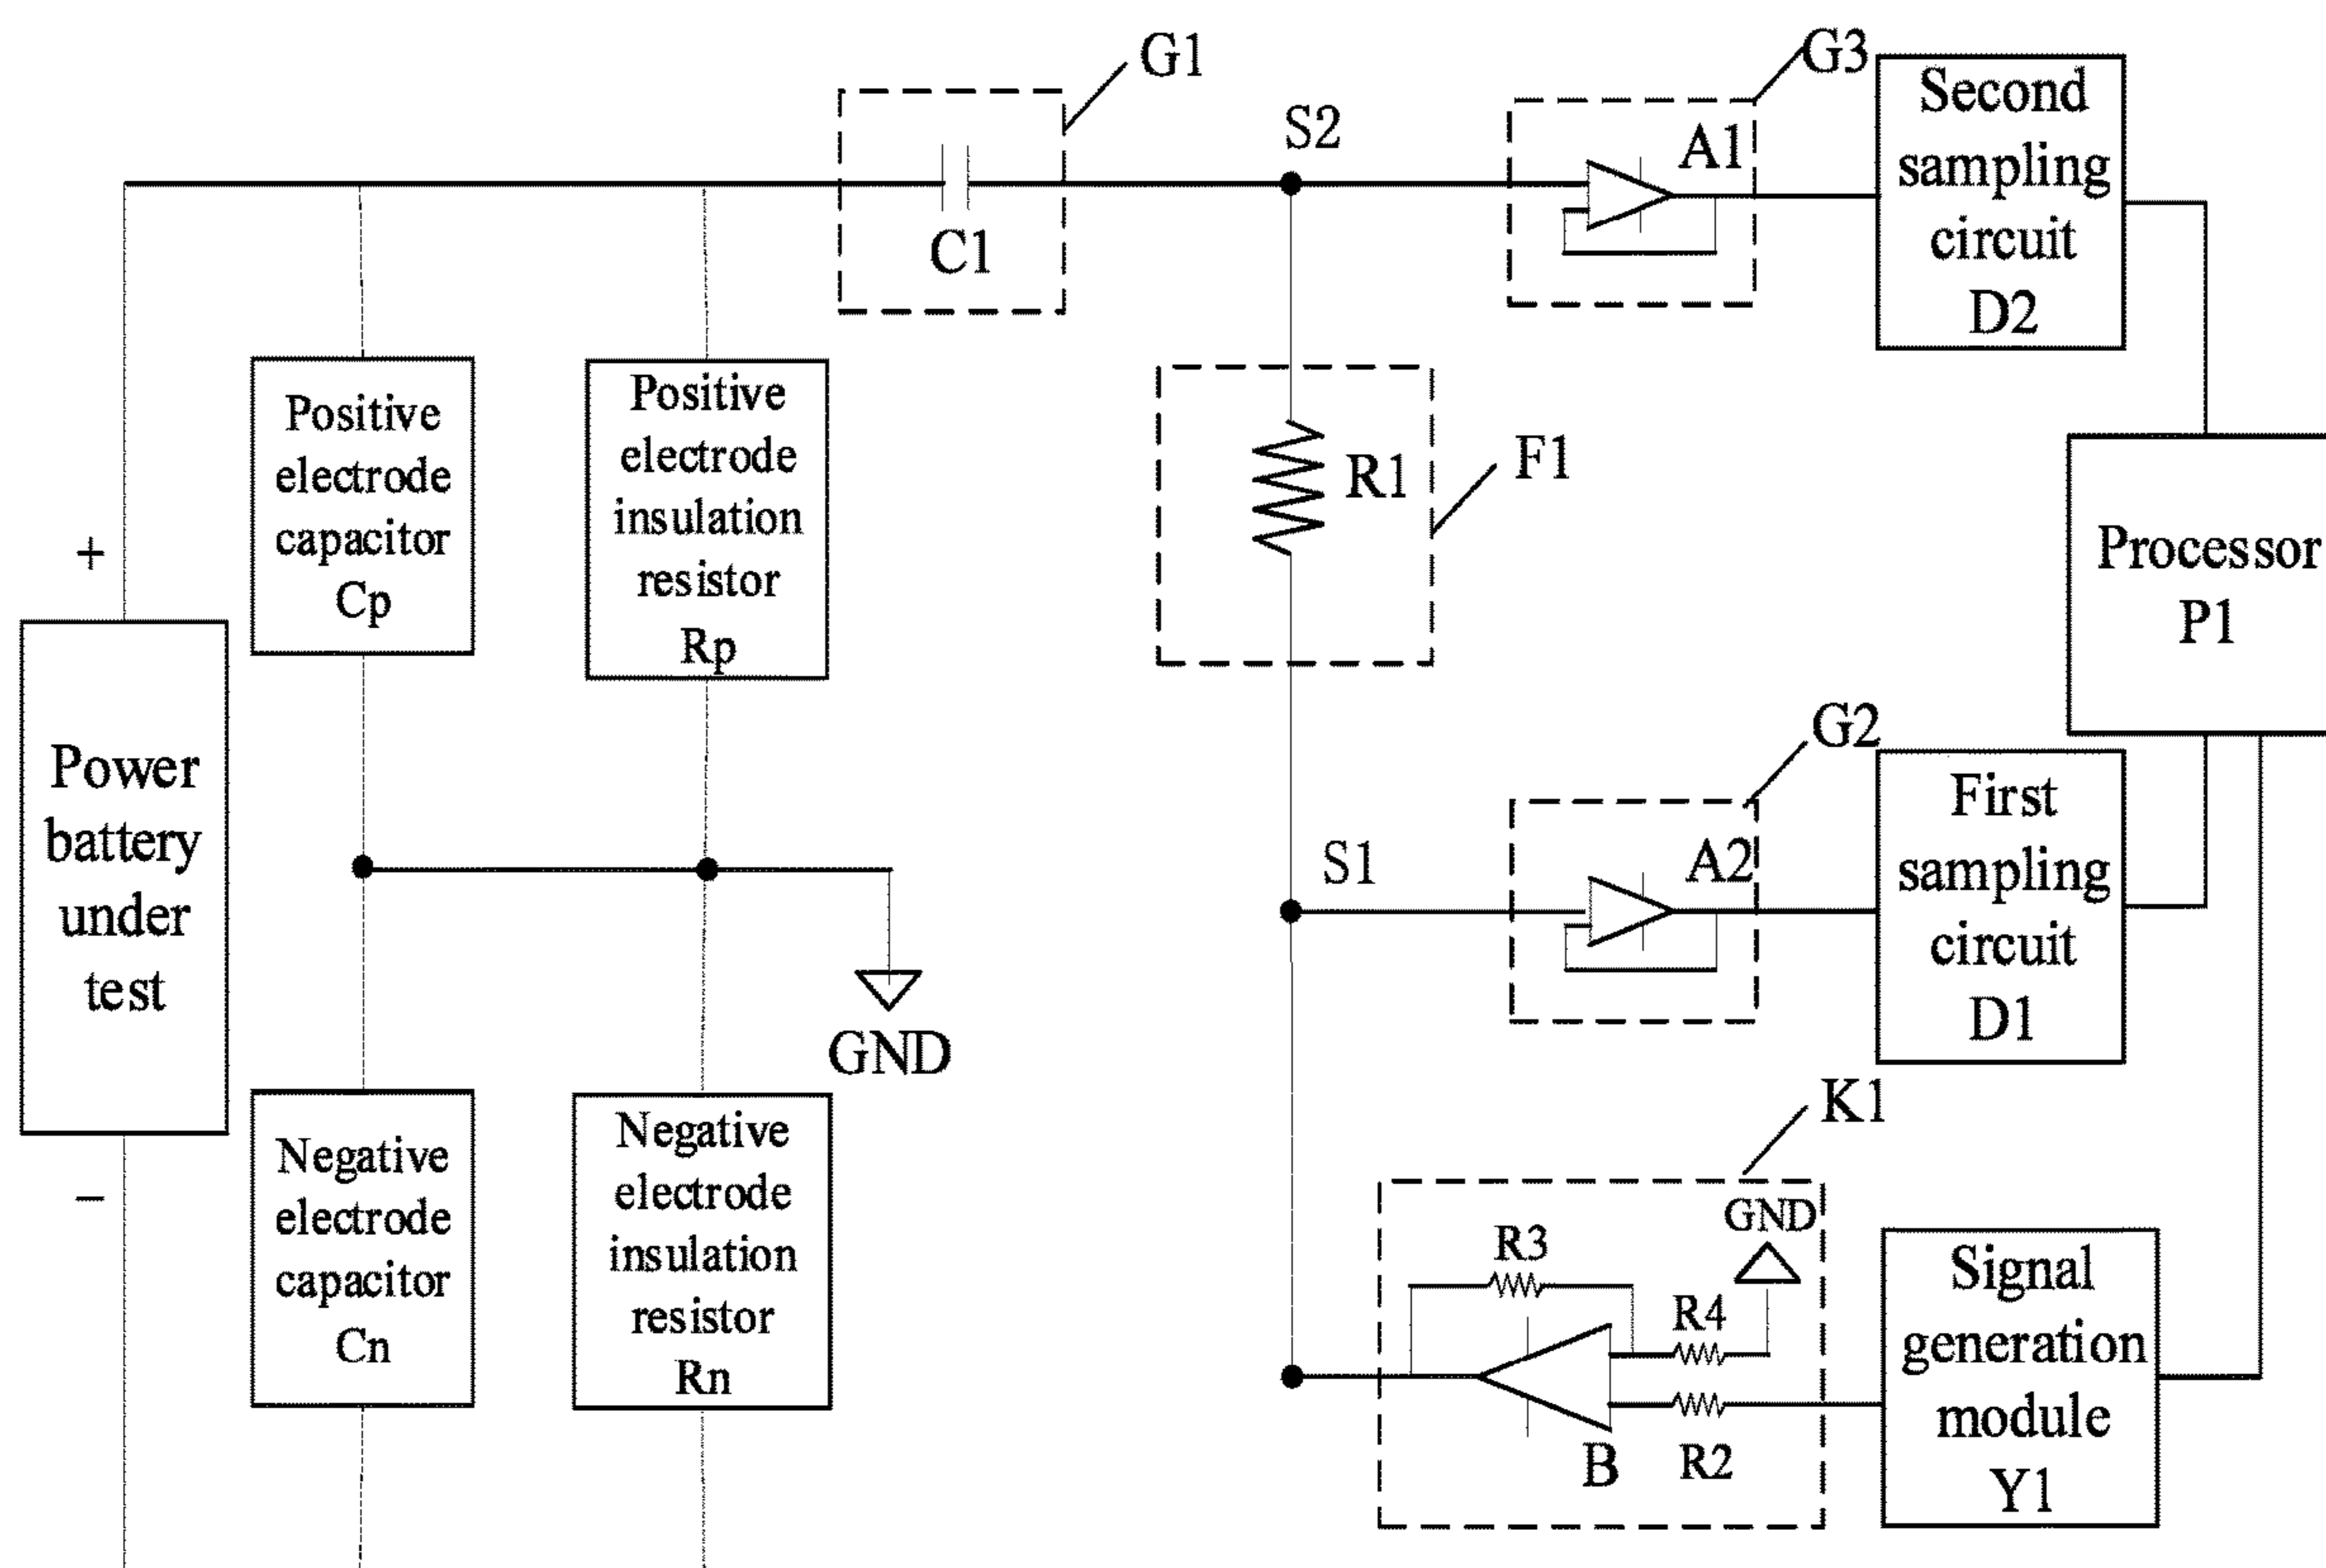 G1
G3
S2
A1
C1
Second
sampling
circuit
D2
Positive
electrode
capacitor
Cp
Positive
electrode
insulation
resistor
Rp
R1
F1
Processor
P1
+
Power
battery
under
test
−
G2
S1
A2
First
sampling
circuit
D1
GND
K1
Negative
electrode
capacitor
Cn
Negative
electrode
insulation
resistor
Rn
GND
R3
R4
B
R2
Signal
generation
module
Y1